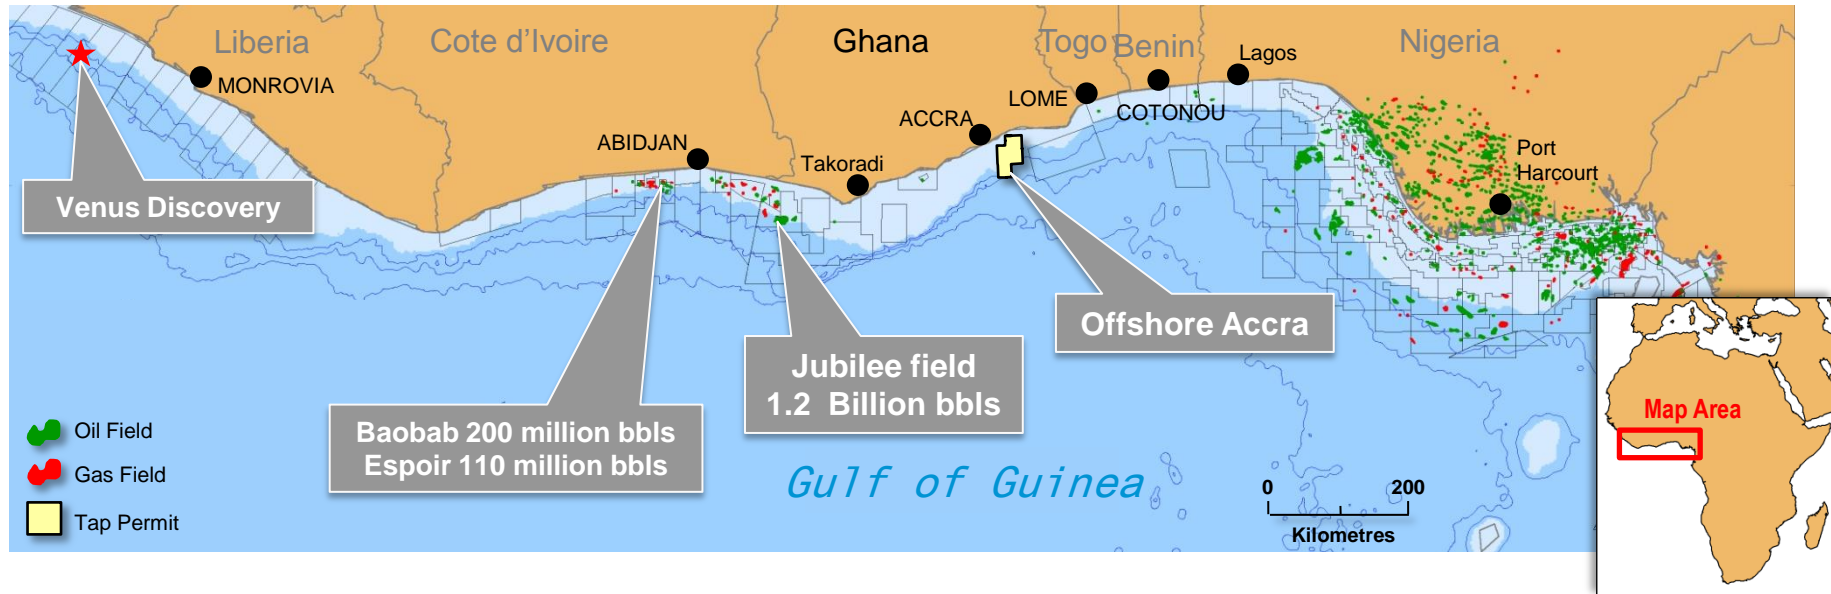 Liberia
Cote d'Ivoire
Ghana
Togo
Benin
Nigeria
Lagos
MONROVIA
LOME
COTONOU
ACCRA
ABIDJAN
Takoradi
Port
Harcourt
Venus Discovery
Offshore Accra
Jubilee field
1.2 Billion bbls
Baobab 200 million bbls
Espoir 110 million bbls
Map Area
Oil Field
Gas Field
Tap Permit
Gulf of Guinea
0 200
Kilometres